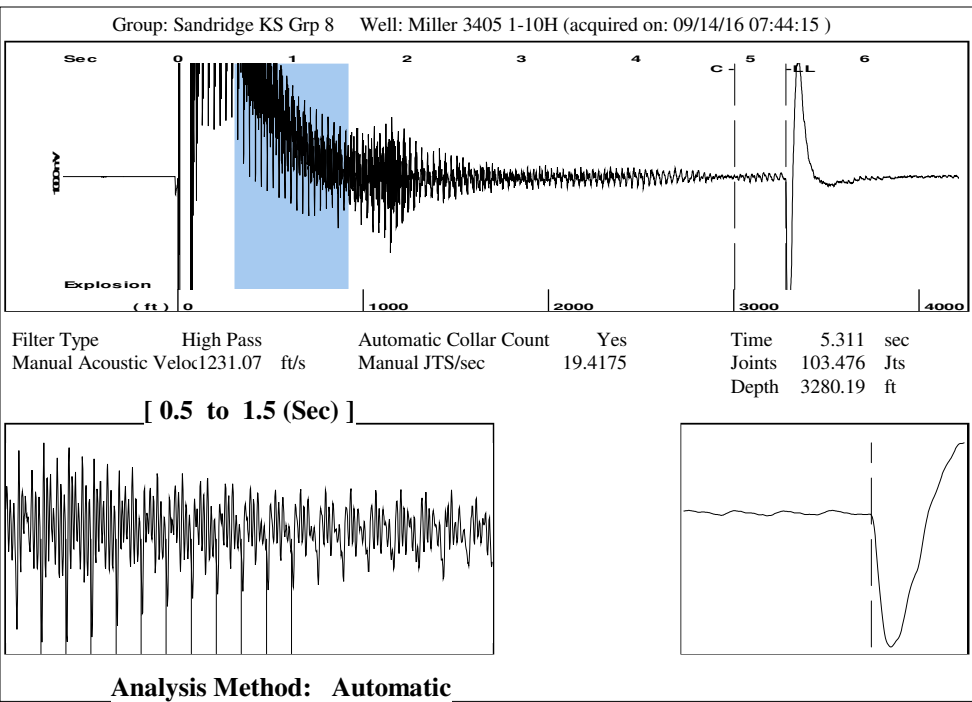 Group: Sandridge KS Grp 8 Well: Miller 3405 1-10H (acquired on: 09/14/16 07:44:15 )
Sec 0 1 2 3 4 5 6
C - -LL
Explosion
( ft ) 0 1000 2000 3000 4000
Filter Type High Pass Automatic Collar Count Yes Time 5.311 sec
Manual Acoustic Veloc1231.07 ft/s Manual JTS/sec 19.4175 Joints 103.476 Jts
Depth 3280.19 ft
[ 0.5 to 1.5 (Sec) ]
Analysis Method: Automatic